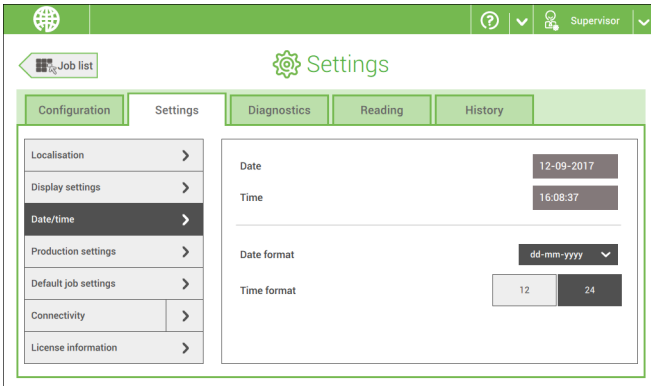 ? Supervisor
Job list
Settings
Configuration Settings Diagnostics Reading History
Localisation
Display settings
Date/time
Production settings
Default job settings
Connectivity
License information
Date 12-09-2017
Time 16:08:37
Date format dd-mm-yyyy
Time format 12 24